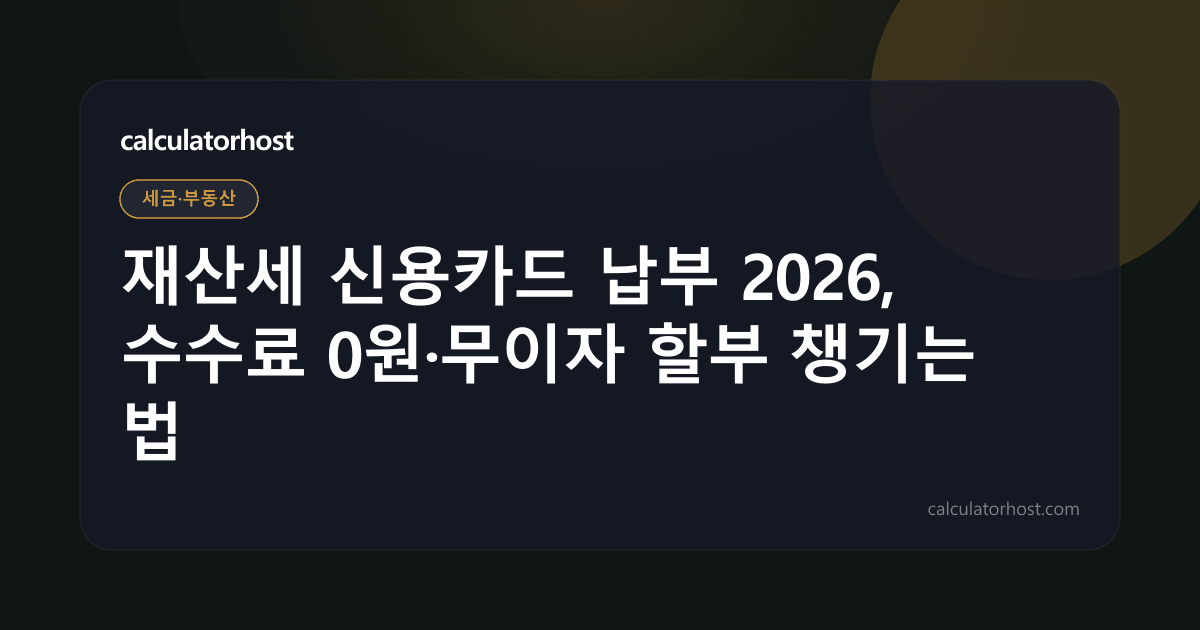 calculatorhost
세금·부동산
재산세 신용카드 납부 2026,
수수료 0원·무이자 할부 챙기는
법
calculatorhost.com